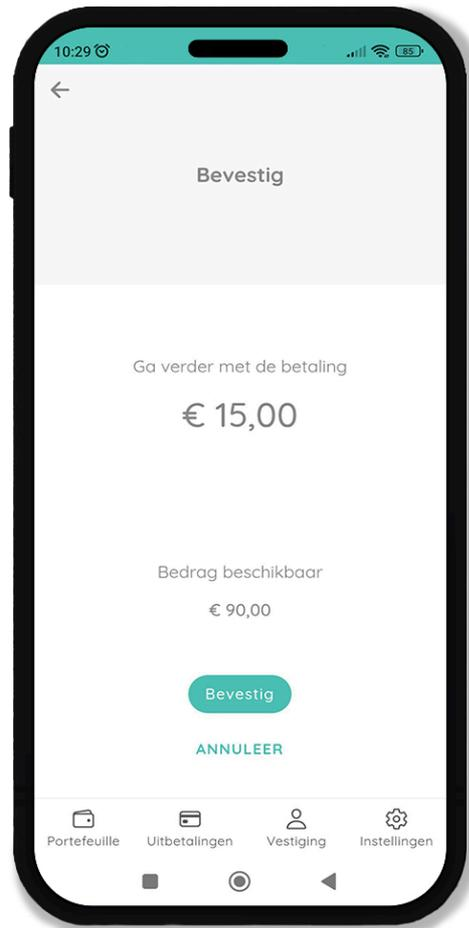 10:29
85
Bevestig
Ga verder met de betaling
€ 15,00
Bedrag beschikbaar
€ 90,00
Bevestig
ANNULEER
Portefeuille Uitbetalingen Vestiging Instellingen